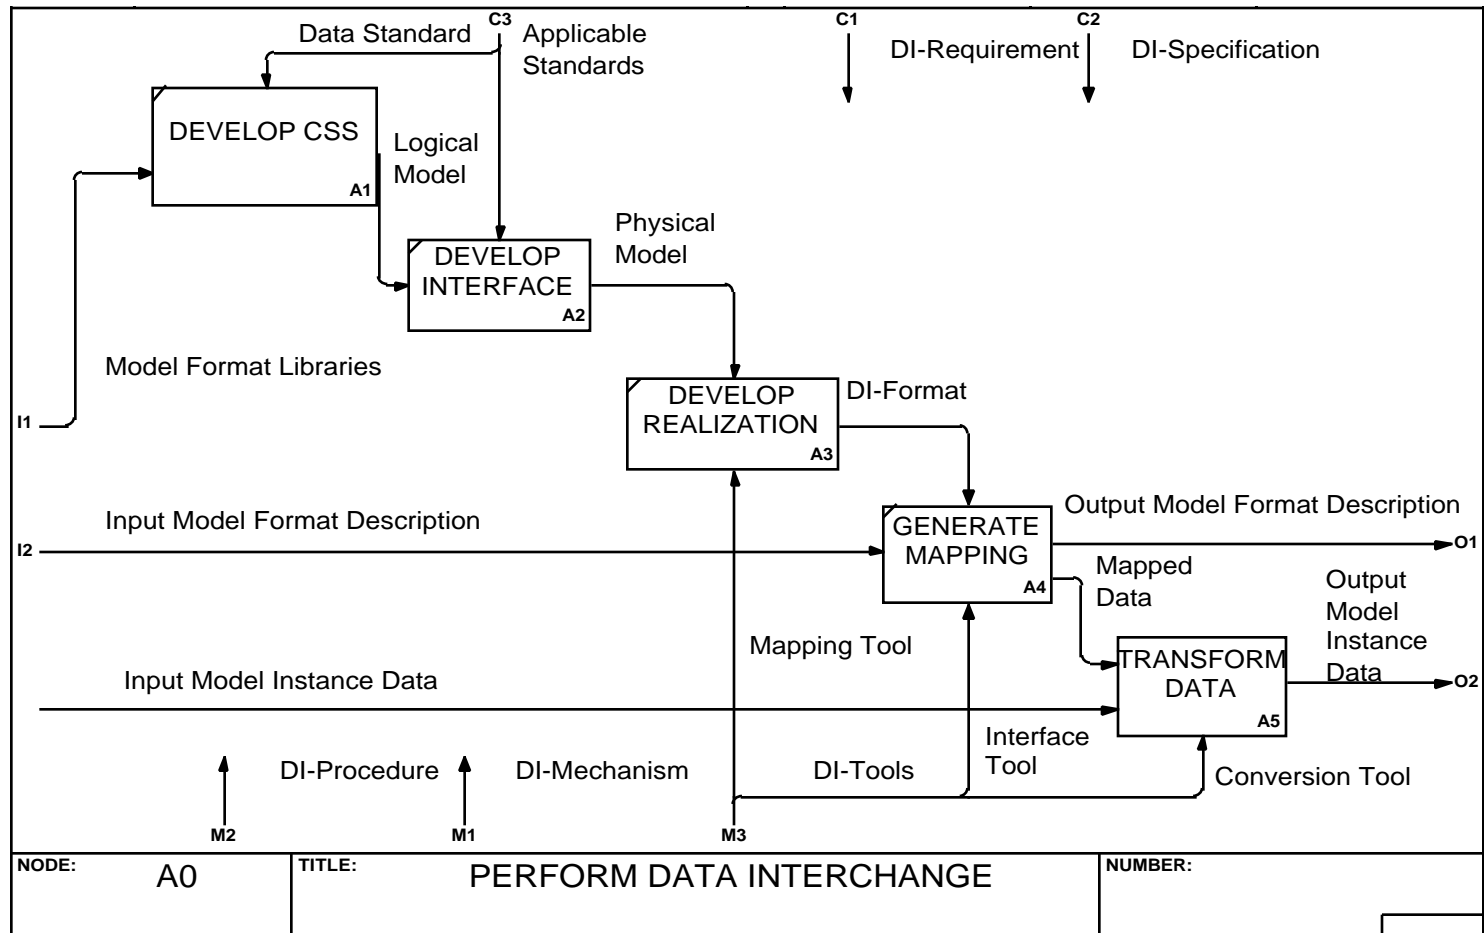 C3
C1
C2
Data Standard
Applicable
Standards
DI-Requirement
DI-Specification
DEVELOP CSS
A1
Logical
Model
Physical
Model
DEVELOP
INTERFACE
A2
Model Format Libraries
I1
DEVELOP
REALIZATION
A3
DI-Format
Input Model Format Description
I2
GENERATE
MAPPING
A4
Output Model Format Description
O1
Mapped
Data
Output
Model
Instance
Data
O2
Mapping Tool
TRANSFORM
DATA
A5
Input Model Instance Data
DI-Procedure
DI-Mechanism
DI-Tools
Interface
Tool
Conversion Tool
M2
M1
M3
NODE:
A0
TITLE:
PERFORM DATA INTERCHANGE
NUMBER: